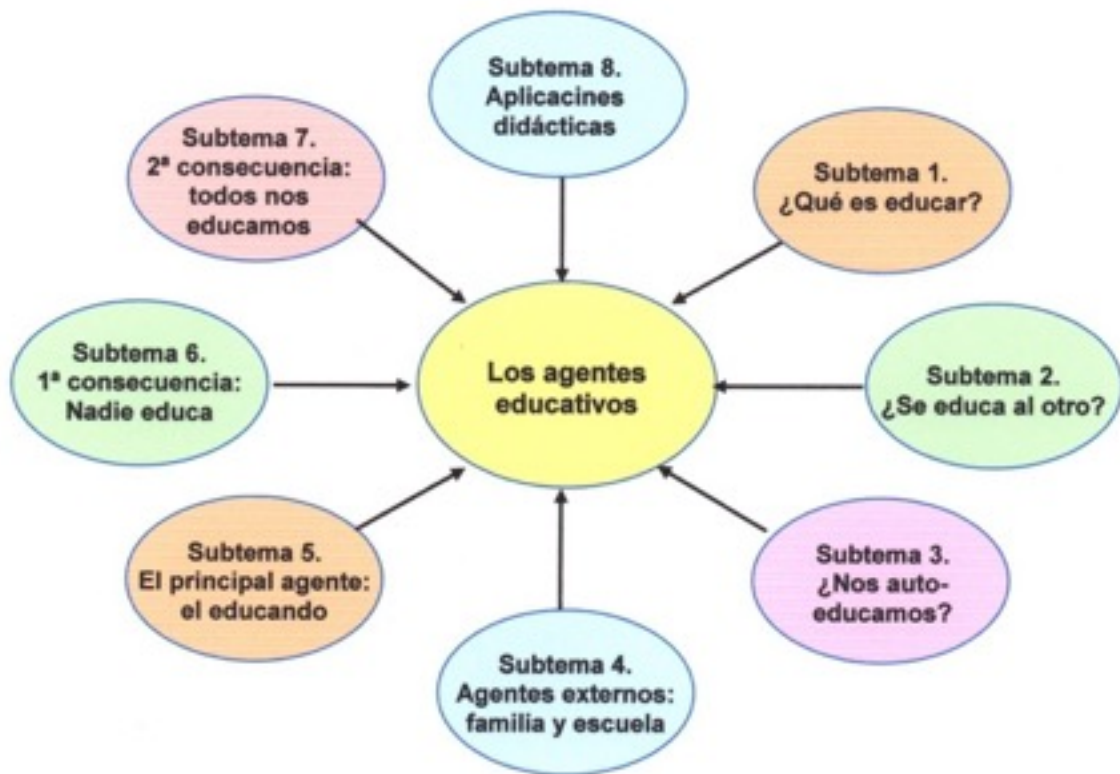 Subtema 8.
Aplicacines
didácticas
Subtema 7.
2ª consecuencia:
todos nos
educamos
Subtema 1.
¿Qué es educar?
Los agentes
educativos
Subtema 6.
1ª consecuencia:
Nadie educa
Subtema 2.
¿Se educa al otro?
Subtema 5.
El principal agente:
el educando
Subtema 3.
¿Nos auto-
educamos?
Subtema 4.
Agentes externos:
familia y escuela